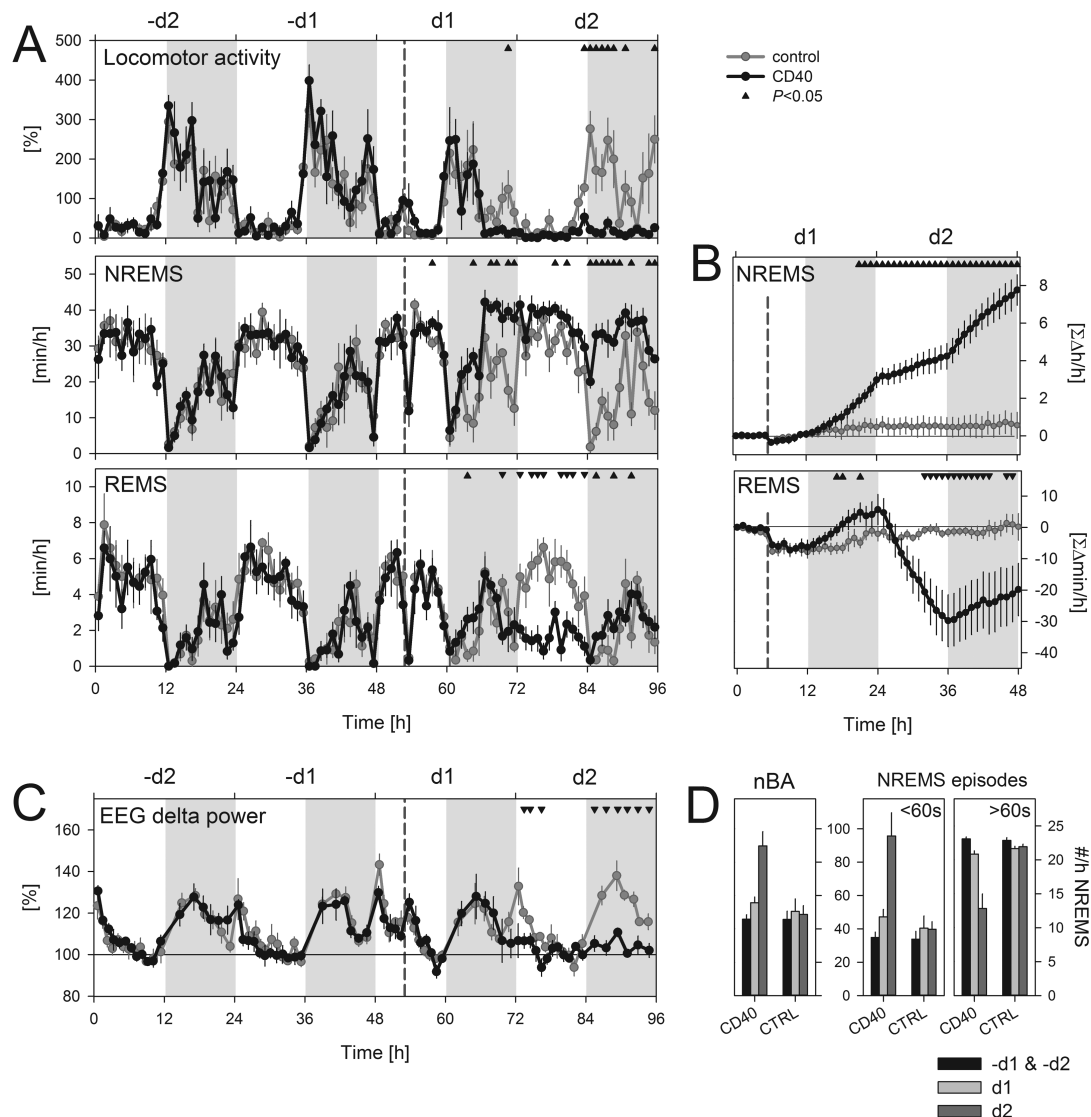 A
-d2 -d1 d1 d2
Locomotor activity
[%]
500
400
300
200
100
0
control
CD40
P<0.05
NREMS
[min/h]
50
40
30
20
10
0
REMS
[min/h]
10
8
6
4
2
0
0 12 24 36 48 60 72 84 96
Time [h]
B
d1 d2
NREMS
[ΣΔh/h]
8
6
4
2
0
REMS
[ΣΔmin/h]
10
0
-10
-20
-30
-40
0 12 24 36 48
Time [h]
C
-d2 -d1 d1 d2
EEG delta power
[%]
160
140
120
100
80
0 12 24 36 48 60 72 84 96
Time [h]
D
nBA
NREMS episodes
<60s
>60s
100
80
60
40
20
0
25
20
15
10
5
0
#/h NREMS
CD40 CTRL
CD40 CTRL
CD40 CTRL
-d1 & -d2
d1
d2